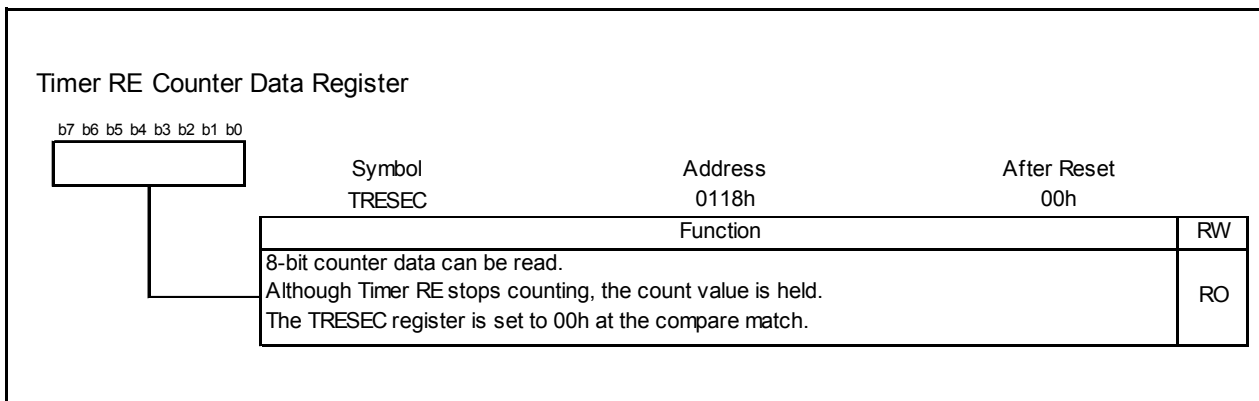 Timer RE Counter Data Register
b7 b6 b5 b4 b3 b2 b1 b0
Symbol Address After Reset
TRESEC 0118h 00h
Function RW
8-bit counter data can be read.
Although Timer RE stops counting, the count value is held.
The TRESEC register is set to 00h at the compare match.
RO